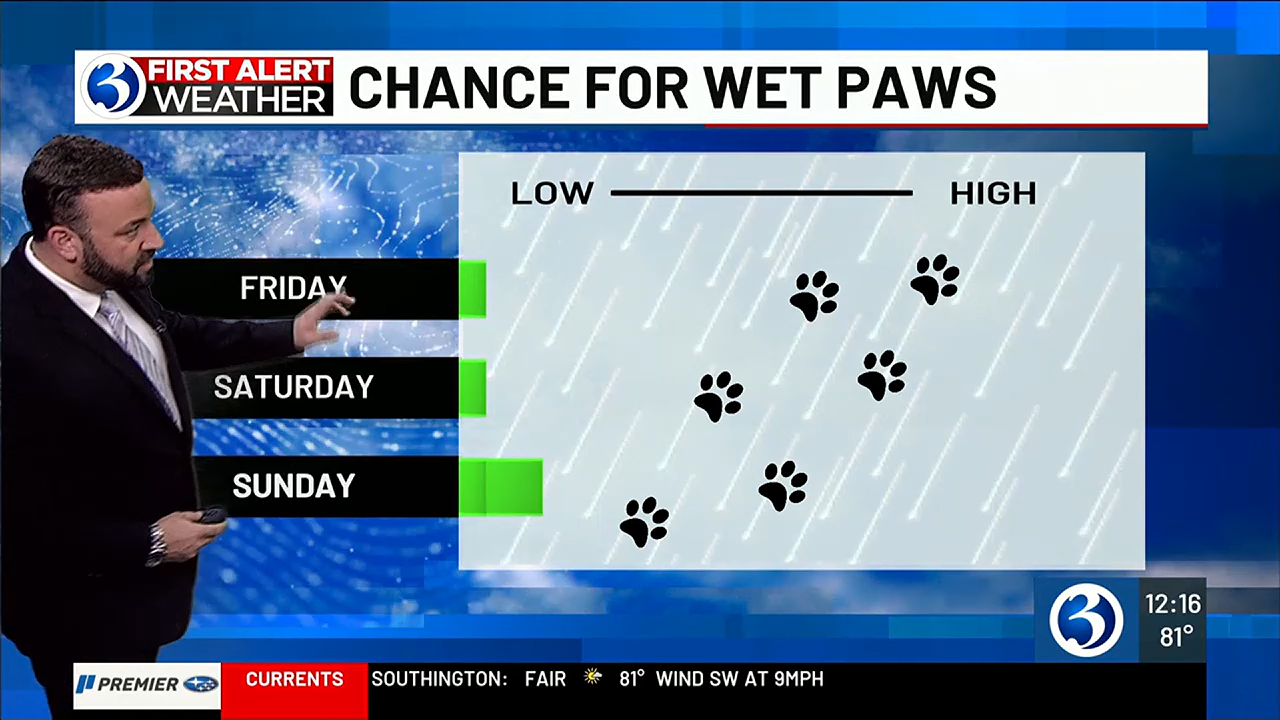 3 FIRST ALERT WEATHER
CHANCE FOR WET PAWS
LOW HIGH
FRIDAY
SATURDAY
SUNDAY
3
12:16
81°
PREMIER
CURRENTS
SOUTHINGTON: FAIR 81° WIND SW AT 9MPH